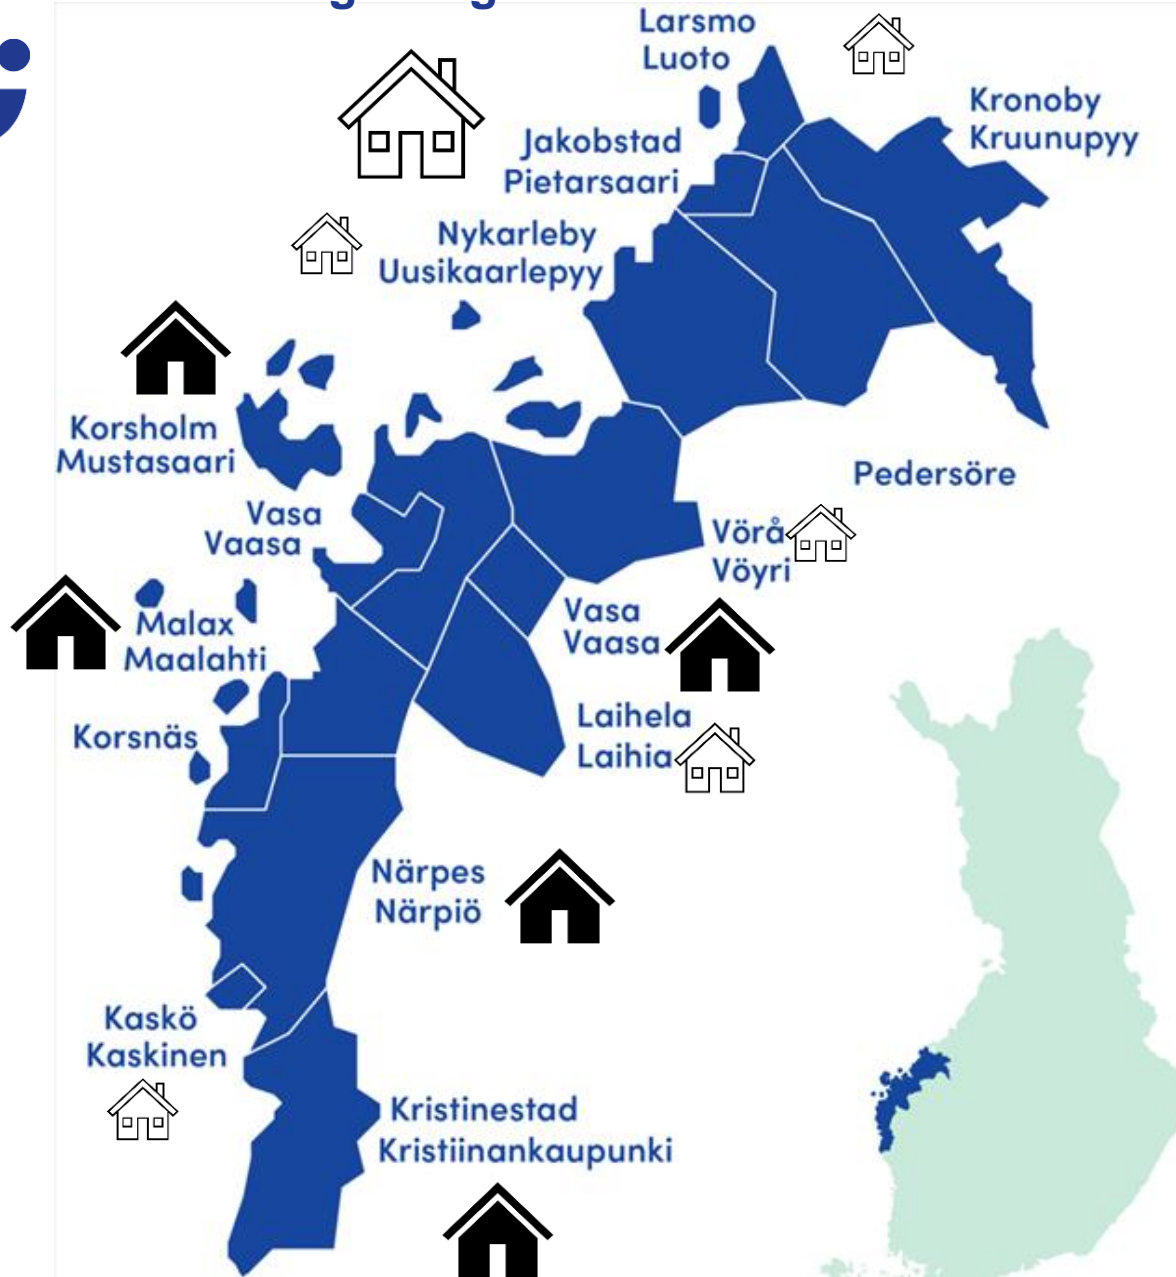 Larsmo
Luoto
Kronoby
Kruunupyy
Jakobstad
Pietarsaari
Nykarleby
Uusikaarlepyy
Korsholm
Mustasaari
Pedersöre
Vasa
Vaasa
Vörå
Vöyri
Vasa
Vaasa
Malax
Maalahti
Laihela
Laihia
Korsnäs
Närpes
Närpiö
Kaskö
Kaskinen
Kristinestad
Kristiinankaupunki